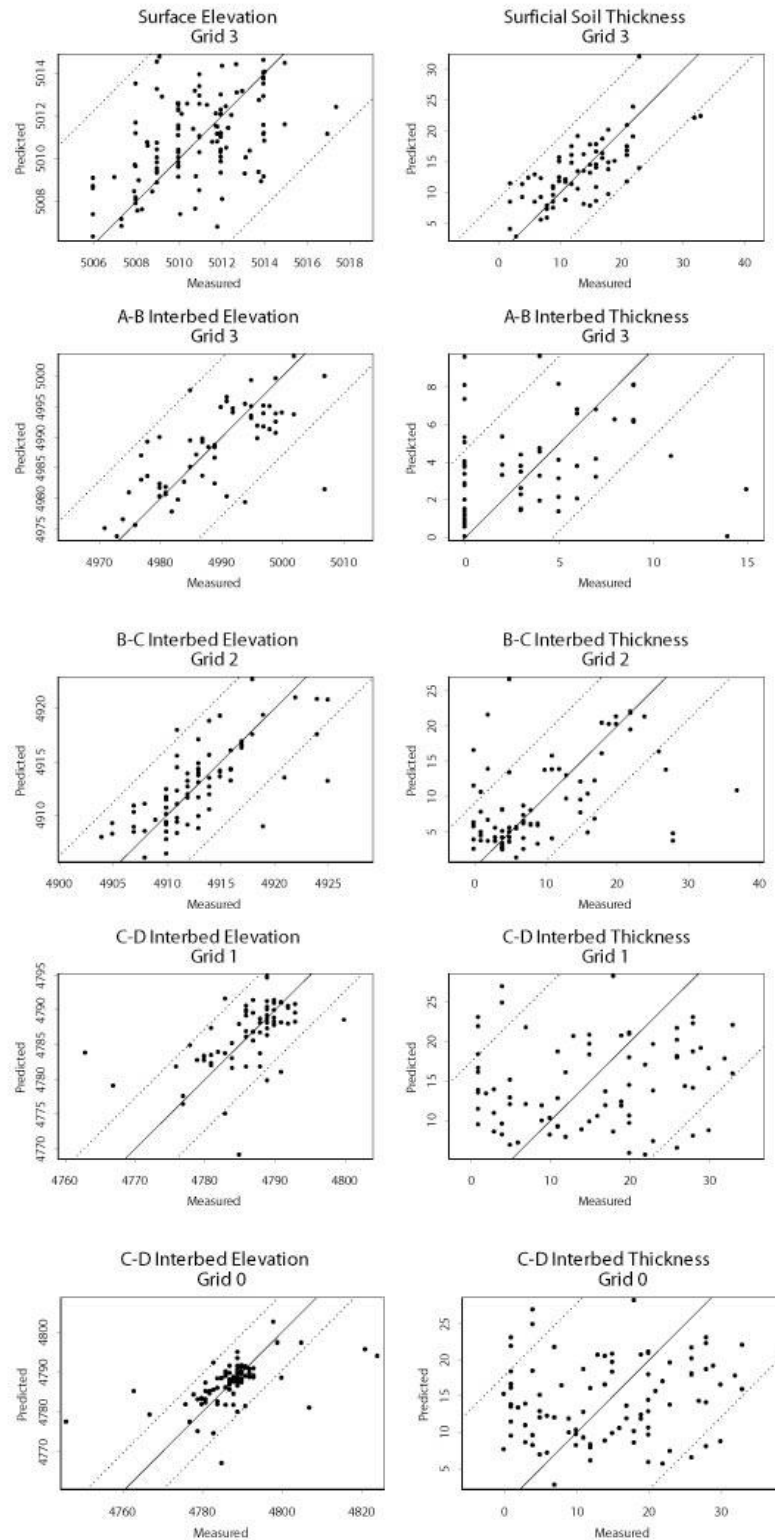 Surface Elevation
Grid 3
Predicted
5008 5010 5012 5014
5006 5008 5010 5012 5014 5016 5018
Measured
Surficial Soil Thickness
Grid 3
Predicted
5 10 15 20 25 30
0 10 20 30 40
Measured
A-B Interbed Elevation
Grid 3
Predicted
4975 4980 4985 4990 4995 5000
4970 4980 4990 5000 5010
Measured
A-B Interbed Thickness
Grid 3
Predicted
0 2 4 6 8
0 5 10 15
Measured
B-C Interbed Elevation
Grid 2
Predicted
4910 4915 4920
4900 4905 4910 4915 4920 4925
Measured
B-C Interbed Thickness
Grid 2
Predicted
5 10 15 20 25
0 10 20 30 40
Measured
C-D Interbed Elevation
Grid 1
Predicted
4770 4775 4780 4785 4790 4795
4760 4770 4780 4790 4800
Measured
C-D Interbed Thickness
Grid 1
Predicted
10 15 20 25
0 10 20 30
Measured
C-D Interbed Elevation
Grid 0
Predicted
4770 4780 4790 4800
4760 4780 4800 4820
Measured
C-D Interbed Thickness
Grid 0
Predicted
5 10 15 20 25
0 10 20 30
Measured